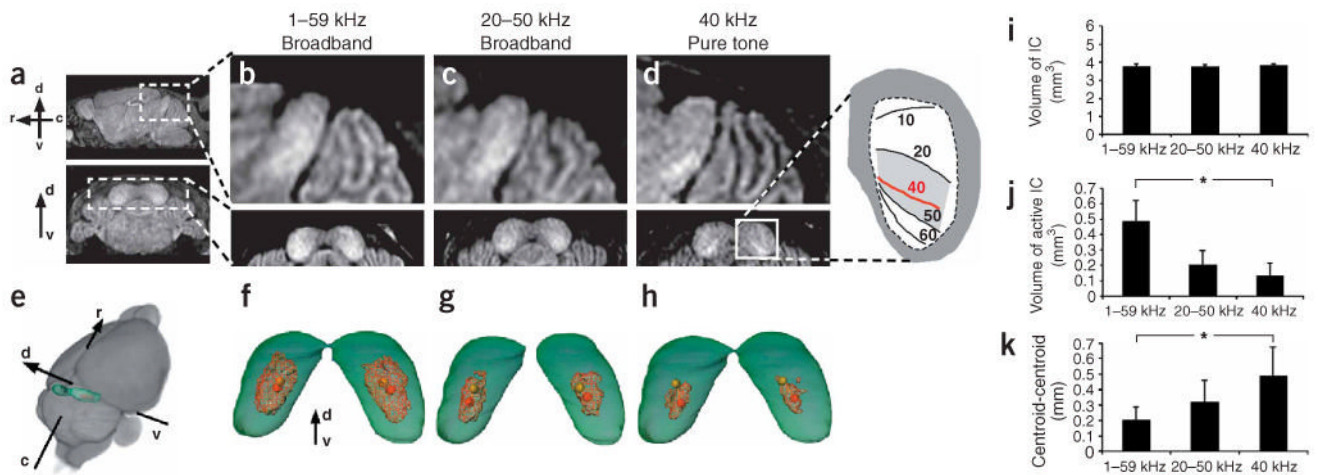 1–59 kHz
Broadband
20–50 kHz
Broadband
40 kHz
Pure tone
a
d
r
c
v
d
v
b
c
d
10
20
40
50
60
e
r
d
v
c
f
d
v
g
h
i
Volume of IC
(mm³)
6
5
4
3
2
1
0
1–59 kHz 20–50 kHz 40 kHz
j
Volume of active IC
(mm³)
0.7
0.6
0.5
0.4
0.3
0.2
0.1
0
*
1–59 kHz 20–50 kHz 40 kHz
k
Centroid-centroid
(mm)
0.7
0.6
0.5
0.4
0.3
0.2
0.1
0
*
1–59 kHz 20–50 kHz 40 kHz